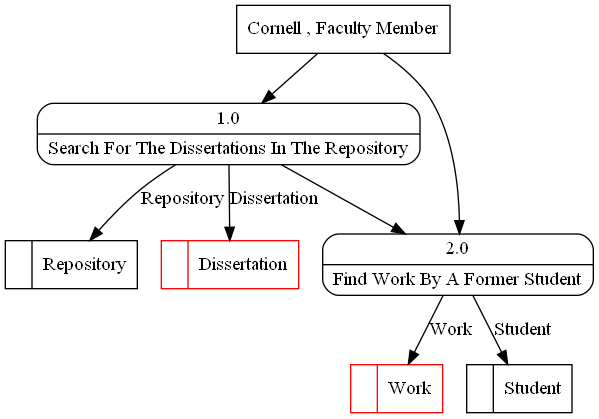 Cornell , Faculty Member
1.0
Search For The Dissertations In The Repository
Repository
Dissertation
Repository
Dissertation
2.0
Find Work By A Former Student
Work
Student
Work
Student